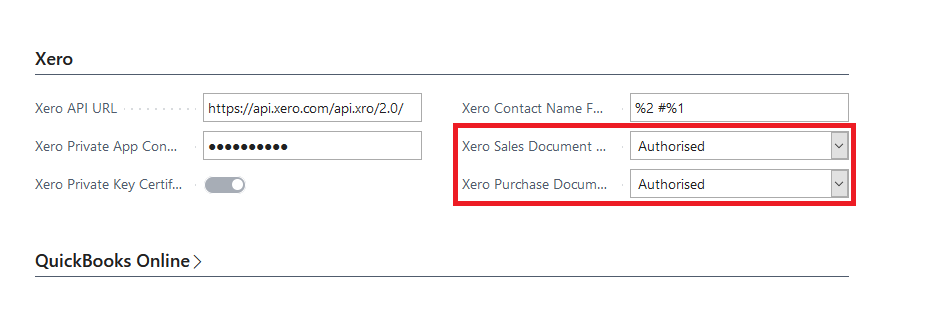 Xero
Xero API URL https://api.xero.com/api.xro/2.0/
Xero Contact Name F... %2 #%1
Xero Private App Con... ●●●●●●●●●●
Xero Sales Document ... Authorised
Xero Private Key Certif...
Xero Purchase Docum... Authorised
QuickBooks Online